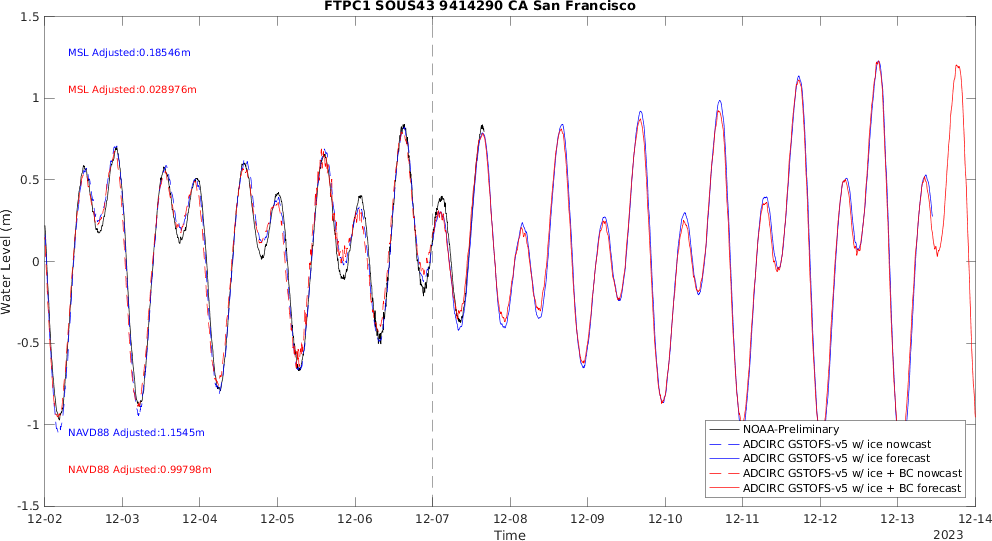 FTPC1 SOUS43 9414290 CA San Francisco
1.5
1
0.5
0
-0.5
-1
-1.5
Water Level (m)
MSL Adjusted:0.18546m
MSL Adjusted:0.028976m
NAVD88 Adjusted:1.1545m
NAVD88 Adjusted:0.99798m
NOAA-Preliminary
ADCIRC GSTOFS-v5 w/ ice nowcast
ADCIRC GSTOFS-v5 w/ ice forecast
ADCIRC GSTOFS-v5 w/ ice + BC nowcast
ADCIRC GSTOFS-v5 w/ ice + BC forecast
12-02 12-03 12-04 12-05 12-06 12-07 12-08 12-09 12-10 12-11 12-12 12-13 12-14
Time
2023